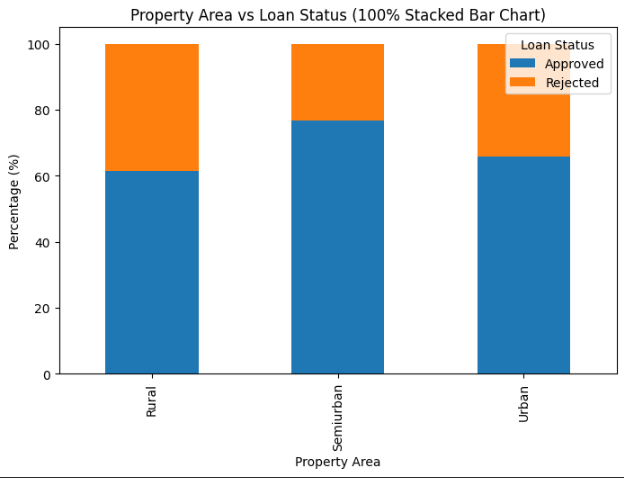 Property Area vs Loan Status (100% Stacked Bar Chart)
Loan Status
Approved
Rejected
Percentage (%)
100
80
60
40
20
0
Rural
Semiurban
Urban
Property Area